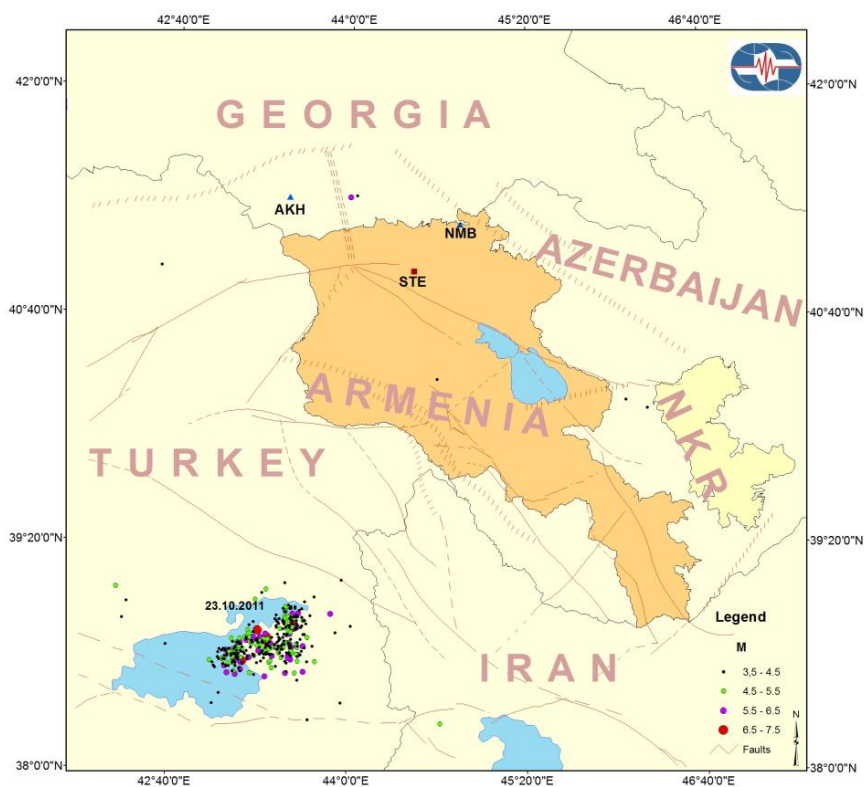 42°40'0"E
44°0'0"E
45°20'0"E
46°40'0"E
42°0'0"N
42°0'0"N
GEORGIA
AKH
NMB
AZERBAIJAN
STE
40°40'0"N
40°40'0"N
ARMENIA
NKR
TURKEY
39°20'0"N
39°20'0"N
23.10.2011
Legend
M
IRAN
3,5 - 4.5
4.5 - 5.5
5.5 - 6.5
6.5 - 7.5
Faults
N
38°0'0"N
38°0'0"N
42°40'0"E
44°0'0"E
45°20'0"E
46°40'0"E